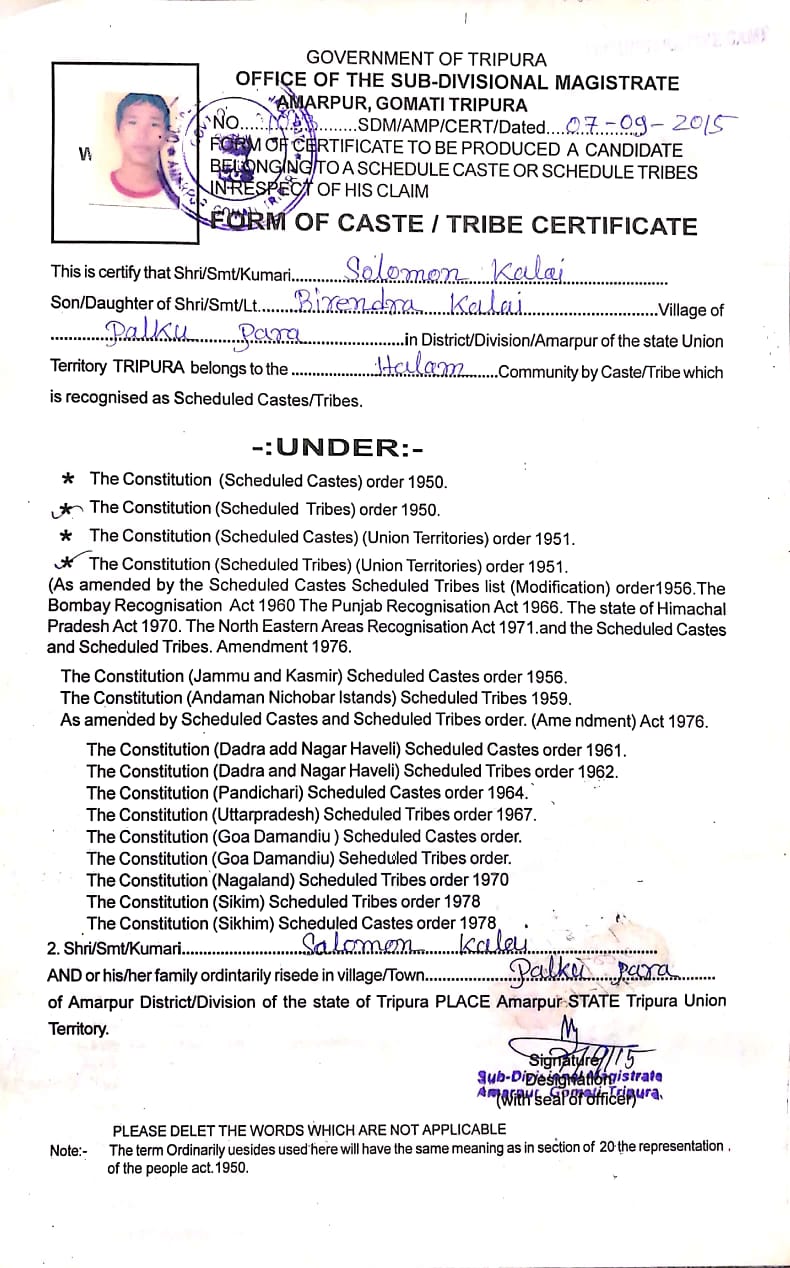 GOVERNMENT OF TRIPURA
OFFICE OF THE SUB-DIVISIONAL MAGISTRATE
AMARPUR, GOMATI TRIPURA
NO.............SDM/AMP/CERT/Dated....07-09-2015
FORM OF CERTIFICATE TO BE PRODUCED A CANDIDATE
BELONGING TO A SCHEDULE CASTE OR SCHEDULE TRIBES
IN RESPECT OF HIS CLAIM
FORM OF CASTE / TRIBE CERTIFICATE
This is certify that Shri/Smt/Kumari............Solomon Kalai......................
Son/Daughter of Shri/Smt/Lt........Birendra Kalai..............................Village of
............Palku Para........................in District/Division/Amarpur of the state Union
Territory TRIPURA belongs to the ....................Halam........Community by Caste/Tribe which
is recognised as Scheduled Castes/Tribes.
-:UNDER:-
* The Constitution (Scheduled Castes) order 1950.
* The Constitution (Scheduled Tribes) order 1950.
* The Constitution (Scheduled Castes) (Union Territories) order 1951.
* The Constitution (Scheduled Tribes) (Union Territories) order 1951.
(As amended by the Scheduled Castes Scheduled Tribes list (Modification) order1956.The
Bombay Recognisation Act 1960 The Punjab Recognisation Act 1966. The state of Himachal
Pradesh Act 1970. The North Eastern Areas Recognisation Act 1971.and the Scheduled Castes
and Scheduled Tribes. Amendment 1976.
The Constitution (Jammu and Kasmir) Scheduled Castes order 1956.
The Constitution (Andaman Nichobar Istands) Scheduled Tribes 1959.
As amended by Scheduled Castes and Scheduled Tribes order. (Ame ndment) Act 1976.
The Constitution (Dadra add Nagar Haveli) Scheduled Castes order 1961.
The Constitution (Dadra and Nagar Haveli) Scheduled Tribes order 1962.
The Constitution (Pandichari) Scheduled Castes order 1964.
The Constitution (Uttarpradesh) Scheduled Tribes order 1967.
The Constitution (Goa Damandiu ) Scheduled Castes order.
The Constitution (Goa Damandiu) Seheduled Tribes order.
The Constitution (Nagaland) Scheduled Tribes order 1970
The Constitution (Sikim) Scheduled Tribes order 1978
The Constitution (Sikhim) Scheduled Castes order 1978
2. Shri/Smt/Kumari........................Salomon Kalai........................
AND or his/her family ordintarily risede in village/Town................Palku Para.......
of Amarpur District/Division of the state of Tripura PLACE Amarpur STATE Tripura Union
Territory.
Signature
Sub-Divisional Magistrate
Designation
Amarpur, Gomati Tripura.
(with seal of officer)
PLEASE DELET THE WORDS WHICH ARE NOT APPLICABLE
Note:- The term Ordinarily uesides used here will have the same meaning as in section of 20 the representation
of the people act.1950.